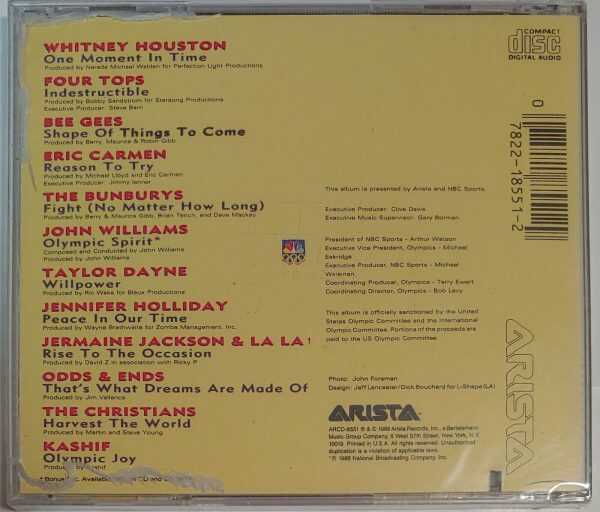 WHITNEY HOUSTON
One Moment In Time
Produced by Narada Michael Walden for Perfection Light Productions
FOUR TOPS
Indestructible
Produced by Bobby Sandstrom for Starsong Productions
Executive Producer: Steve Barri
BEE GEES
Shape Of Things To Come
Produced by Barry, Maurice & Robin Gibb
ERIC CARMEN
Reason To Try
Produced by Michael Lloyd and Eric Carmen
Executive Producer: Jimmy Ienner
THE BUNBURYS
Fight (No Matter How Long)
Produced by Barry & Maurice Gibb, Brian Tench, and Dave Mackay
JOHN WILLIAMS
Olympic Spirit*
Composed and Conducted by John Williams
Produced by John Williams
TAYLOR DAYNE
Willpower
Produced by Ric Wake for Bleux Productions
JENNIFER HOLLIDAY
Peace In Our Time
Produced by Wayne Brathwaite for Zomba Management, Inc.
JERMAINE JACKSON & LA LA
Rise To The Occasion
Produced by David Z in association with Ricky P
ODDS & ENDS
That's What Dreams Are Made Of
Produced by Jim Vallance
THE CHRISTIANS
Harvest The World
Produced by Martin and Steve Young
KASHIF
Olympic Joy
Produced by
* Bonus
Available
COMPACT
disc
DIGITAL AUDIO
0
7822-18551-2
This album is presented by Arista and NBC Sports.
Executive Producer: Clive Davis
Executive Music Supervisor: Gary Borman
President of NBC Sports - Arthur Watson
Executive Vice President, Olympics - Michael
Eskridge
Executive Producer, NBC Sports - Michael
Weisman
Coordinating Producer, Olympics - Terry Ewert
Coordinating Director, Olympics - Bob Levy
This album is officially sanctioned by the United
States Olympic Committee and the International
Olympic Committee. Portions of the proceeds are
paid to the US Olympic Committee.
Photo: John Foraman
Design: Jeff Lancaster/Dick Bouchard for L-Shape (LA)
ARISTA
ARCD-8551 ℗ & © 1988 Arista Records, Inc., a Bertelsmann
Music Group Company, 6 West 57th Street, New York, N.Y.
10019. Printed in U.S.A. All rights reserved. Unauthorized
duplication is a violation of applicable laws.
*℗ 1988 National Broadcasting Company, Inc.
ARISTA